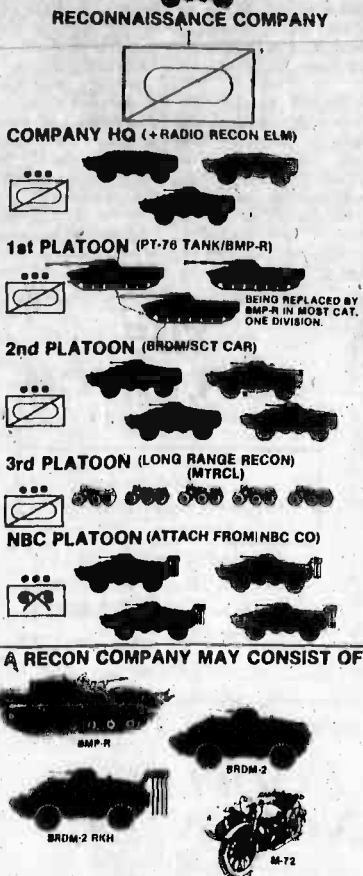 RECONNAISSANCE COMPANY
COMPANY HQ (+RADIO RECON ELM)
1st PLATOON (PT-76 TANK/BMP-R)
BEING REPLACED BY
BMP-R IN MOST CAT.
ONE DIVISION.
2nd PLATOON (BRDM/SCT CAR)
3rd PLATOON (LONG RANGE RECON)
(MTRCL)
NBC PLATOON (ATTACH FROM NBC CO)
A RECON COMPANY MAY CONSIST OF
BMP-R
BRDM-2
BRDM-2 RKH
M-72